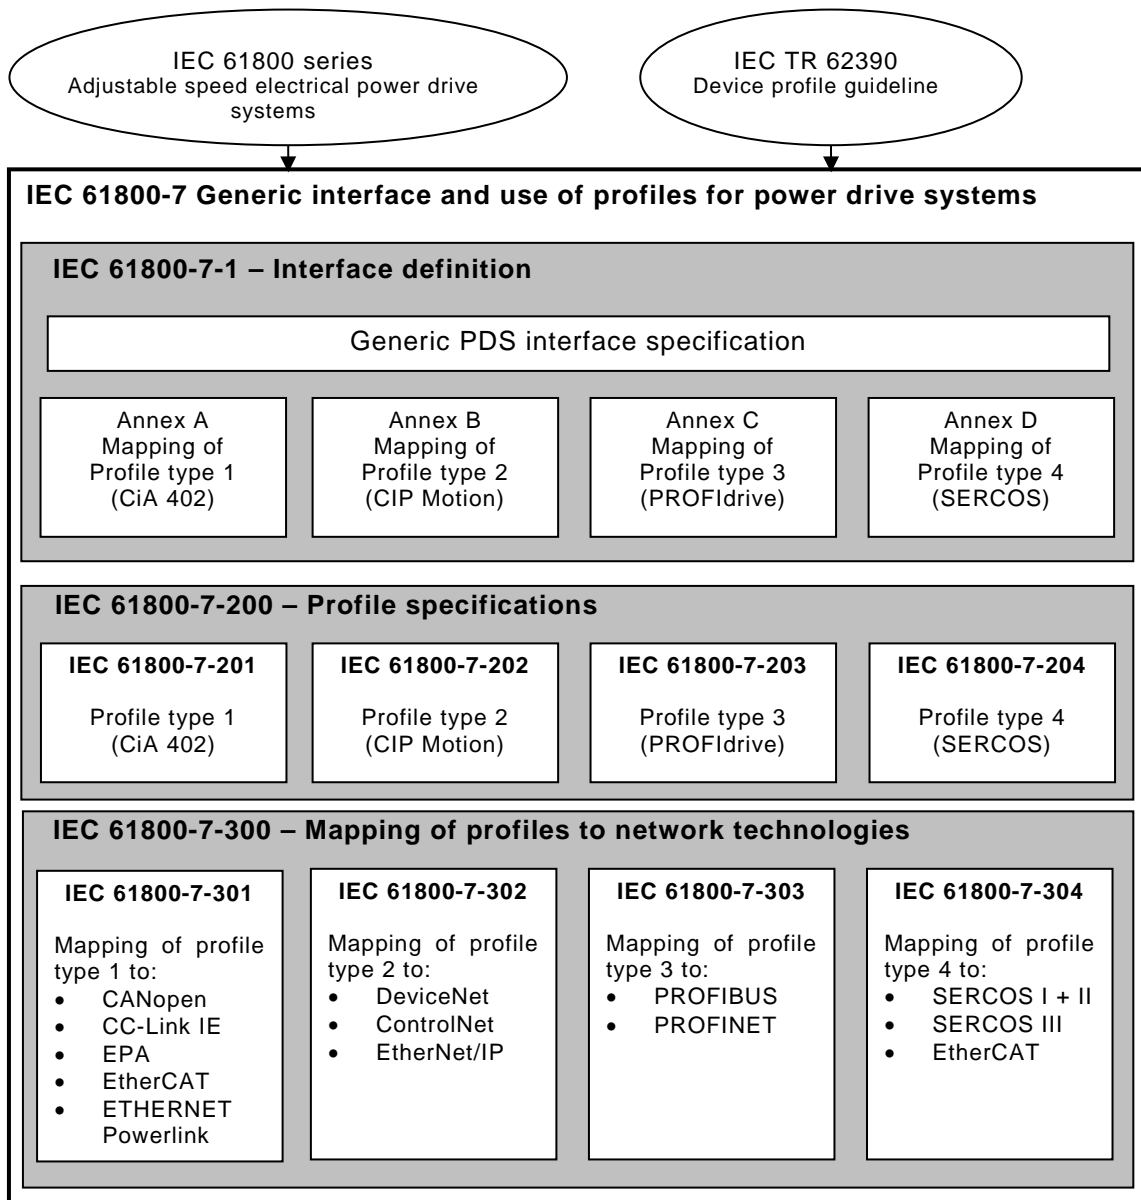 IEC 61800 series
Adjustable speed electrical power drive
systems
IEC TR 62390
Device profile guideline
IEC 61800-7 Generic interface and use of profiles for power drive systems
IEC 61800-7-1 – Interface definition
Generic PDS interface specification
Annex A
Mapping of
Profile type 1
(CiA 402)
Annex B
Mapping of
Profile type 2
(CIP Motion)
Annex C
Mapping of
Profile type 3
(PROFIdrive)
Annex D
Mapping of
Profile type 4
(SERCOS)
IEC 61800-7-200 – Profile specifications
IEC 61800-7-201
Profile type 1
(CiA 402)
IEC 61800-7-202
Profile type 2
(CIP Motion)
IEC 61800-7-203
Profile type 3
(PROFIdrive)
IEC 61800-7-204
Profile type 4
(SERCOS)
IEC 61800-7-300 – Mapping of profiles to network technologies
IEC 61800-7-301
Mapping of profile
type 1 to:
• CANopen
• CC-Link IE
• EPA
• EtherCAT
• ETHERNET
Powerlink
IEC 61800-7-302
Mapping of profile
type 2 to:
• DeviceNet
• ControlNet
• EtherNet/IP
IEC 61800-7-303
Mapping of profile
type 3 to:
• PROFIBUS
• PROFINET
IEC 61800-7-304
Mapping of profile
type 4 to:
• SERCOS I + II
• SERCOS III
• EtherCAT